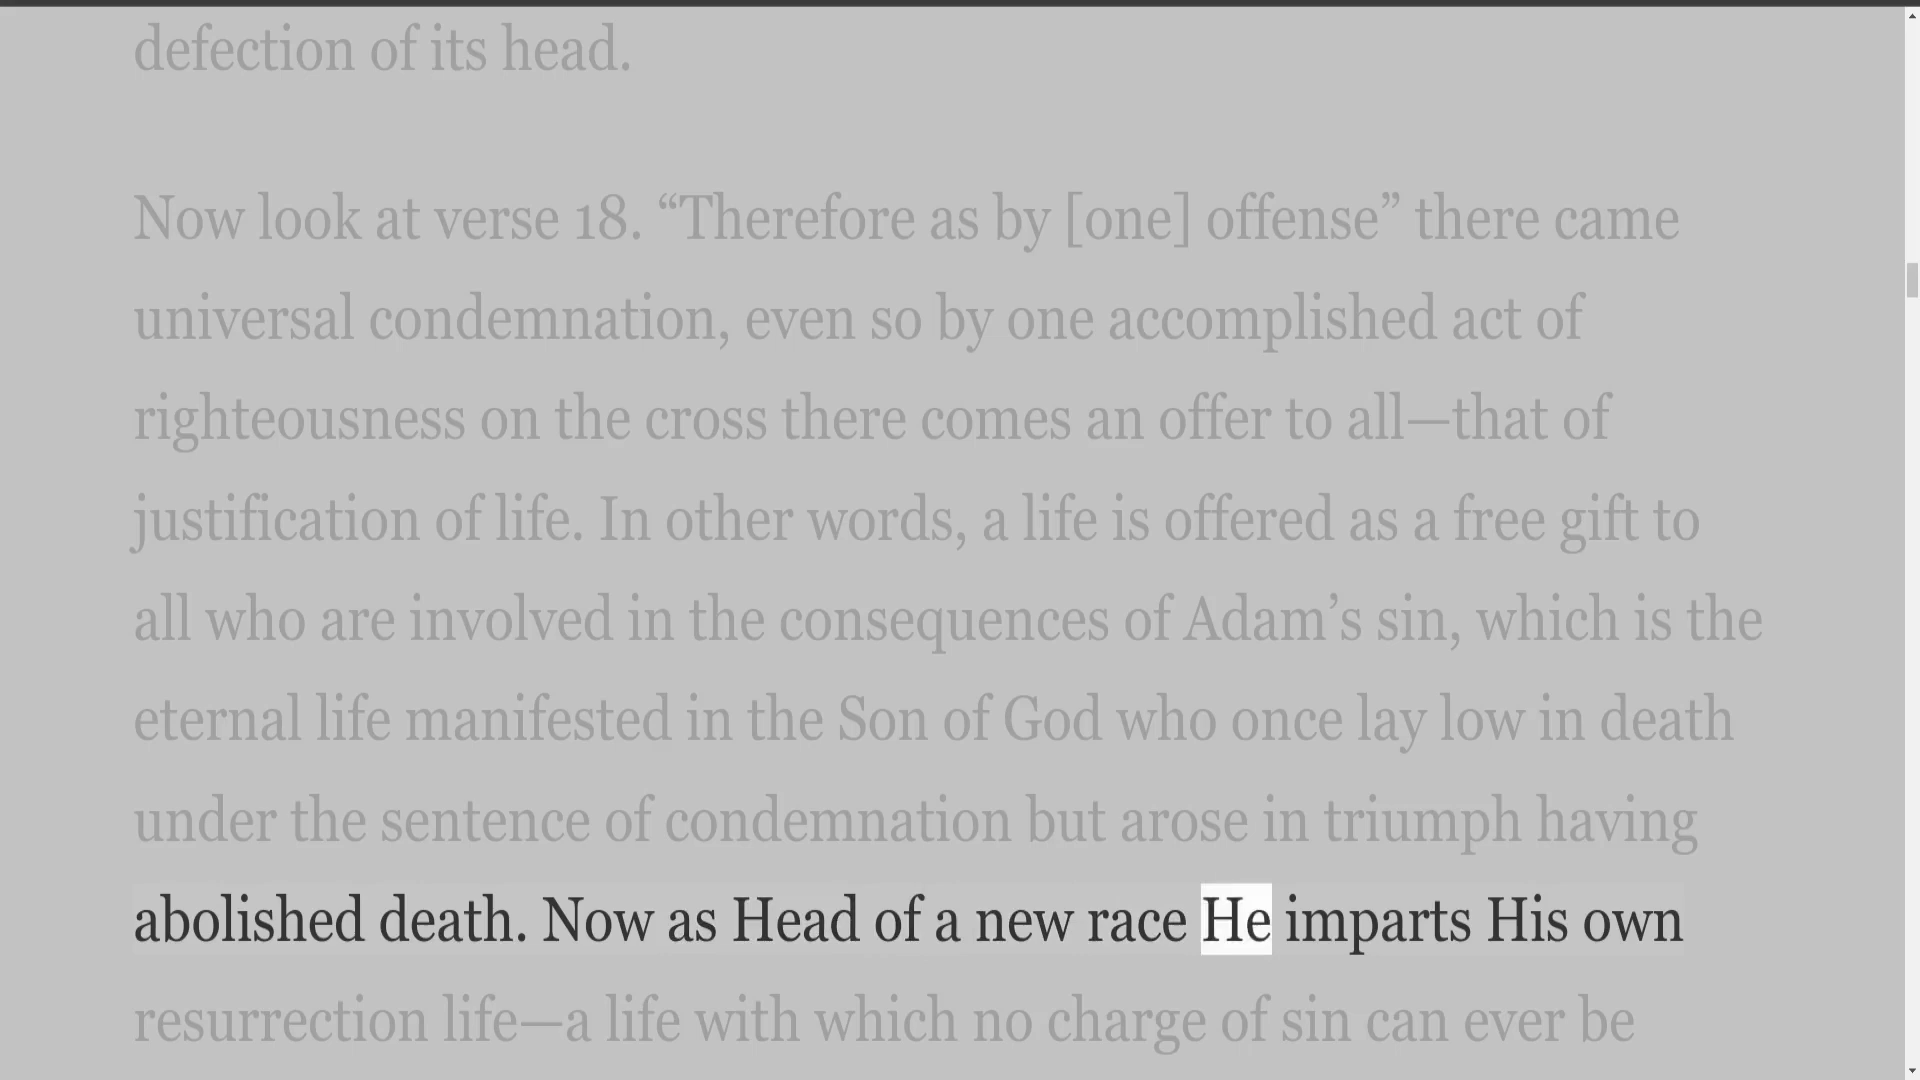 defection of its head.
Now look at verse 18. “Therefore as by [one] offense” there came
universal condemnation, even so by one accomplished act of
righteousness on the cross there comes an offer to all—that of
justification of life. In other words, a life is offered as a free gift to
all who are involved in the consequences of Adam’s sin, which is the
eternal life manifested in the Son of God who once lay low in death
under the sentence of condemnation but arose in triumph having
abolished death. Now as Head of a new race He imparts His own
resurrection life—a life with which no charge of sin can ever be